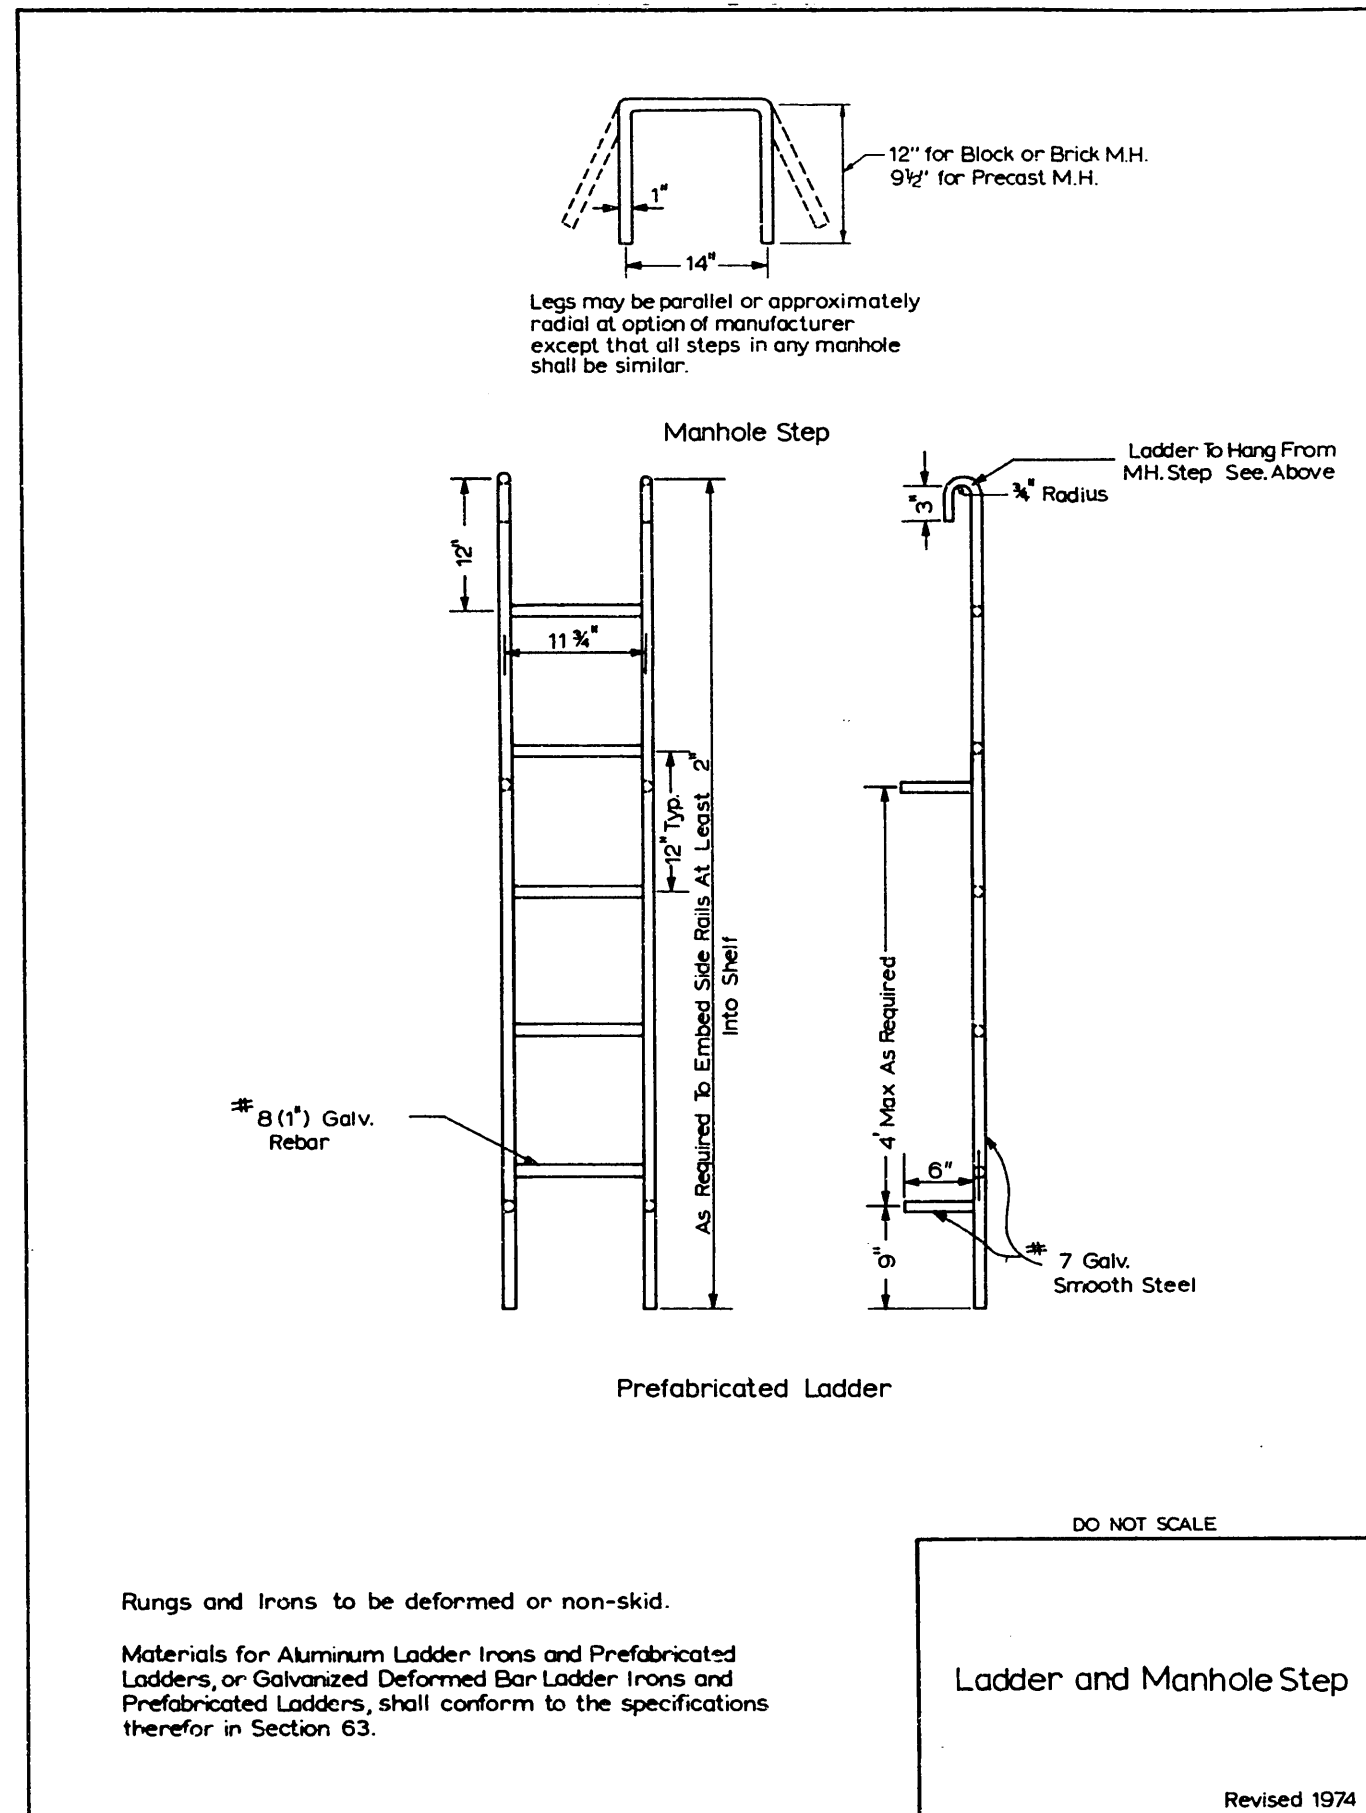 12" for Block or Brick M.H.
9½" for Precast M.H.
1"
14"
Legs may be parallel or approximately
radial at option of manufacturer
except that all steps in any manhole
shall be similar.
Manhole Step
Ladder To Hang From
MH. Step See. Above
¾" Radius
3"
12"
11 ¾"
12" Typ.
As Required To Embed Side Rails At Least 2"
Into Shelf
4' Max As Required
# 8 (1") Galv.
Rebar
6"
9"
# 7 Galv.
Smooth Steel
Prefabricated Ladder
DO NOT SCALE
Rungs and Irons to be deformed or non-skid.
Materials for Aluminum Ladder Irons and Prefabricated
Ladders, or Galvanized Deformed Bar Ladder Irons and
Prefabricated Ladders, shall conform to the specifications
therefor in Section 63.
Ladder and Manhole Step
Revised 1974